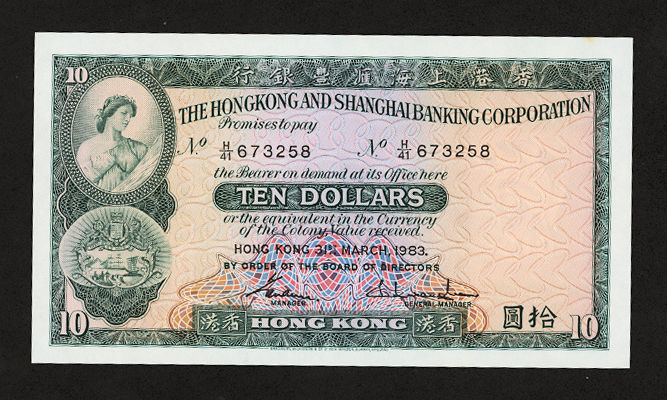 10
行銀豐滙海上港香
THE HONGKONG AND SHANGHAI BANKING CORPORATION
Promises to pay
No H/41 673258 No H/41 673258
the Bearer on demand at its Office here
TEN DOLLARS
or the equivalent in the Currency
of the Colony, Value received.
HONG KONG 31ST MARCH, 1983.
BY ORDER OF THE BOARD OF DIRECTORS
MANAGER GENERAL MANAGER
10 港香 HONG KONG 港香 圓拾 10